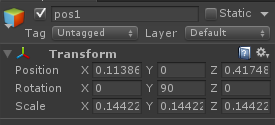 pos1 Static
Tag Untagged Layer Default
Transform
Position X 0.11386 Y 0 Z 0.41748
Rotation X 0 Y 90 Z 0
Scale X 0.14422 Y 0.14422 Z 0.14422